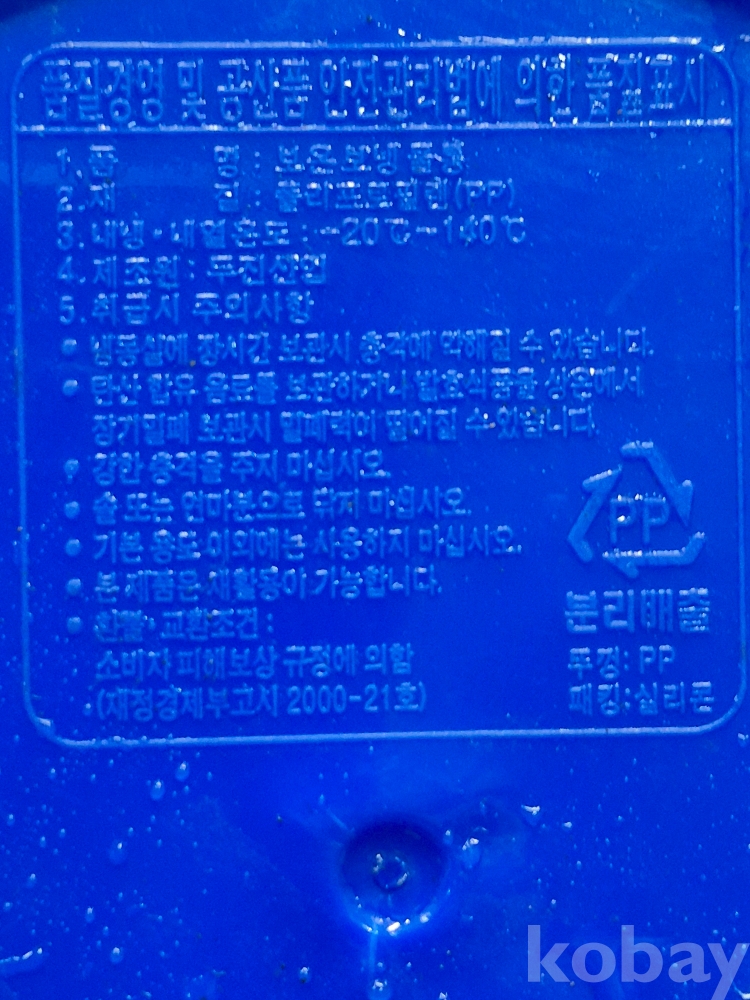 품질경영 및 공산품 안전관리법에 의한 품질표시
1. 품 명 : 보온보냉 물통
2. 재 질 : 폴리프로필렌(PP)
3. 내냉·내열온도 : -20℃~140℃
4. 제조원 : 두진산업
5. 취급시 주의사항
• 냉동실에 장시간 보관시 충격에 약해질 수 있습니다.
• 탄산 함유 음료를 보관하거나 발효식품을 상온에서
장기밀폐 보관시 밀폐력이 떨어질 수 있습니다.
• 강한 충격을 주지 마십시오.
• 솔 또는 연마분으로 닦지 마십시오.
• 기본 용도 이외에는 사용하지 마십시오.
• 본 제품은 재활용이 가능합니다.
• 환불·교환조건 :
소비자 피해보상 규정에 의함
(재정경제부고시 2000-21호)
PP
분리배출
뚜껑: PP
패킹:실리콘
kobay